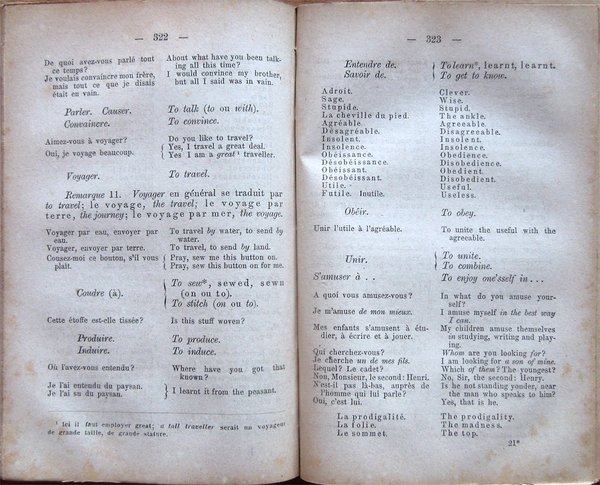 — 322 —
De quoi avez-vous parlé tout
ce temps?
Je voulais convaincre mon frère,
mais tout ce que je disais
était en vain.
About what have you been talk-
ing all this time?
I would convince my brother,
but all I said was in vain.
Parler. Causer.
Convaincre.
To talk (to ou with).
To convince.
Aimez-vous à voyager?
Oui, je voyage beaucoup.
Do you like to travel?
Yes, I travel a great deal.
Yes I am a great¹ traveller.
Voyager.
To travel.
Remarque 11. Voyager en général se traduit par
to travel; le voyage, the travel; le voyage par
terre, the journey; le voyage par mer, the voyage.
Voyager par eau, envoyer par
eau.
Voyager, envoyer par terre.
Cousez-moi ce bouton, s'il vous
plait.
To travel by water, to send by
water.
To travel, to send by land.
Pray, sew me this button on.
Pray, sew this button on for me.
Coudre (à).
To sew*, sewed, sewn
(on ou to).
To stitch (on ou to).
Cette étoffe est-elle tissée?
Is this stuff woven?
Produire.
Induire.
To produce.
To induce.
Où l'avez-vous entendu?
Where have you got that
known?
Je l'ai entendu du paysan.
Je l'ai su du paysan.
I learnt it from the peasant.
¹ Ici il faut employer great; a tall traveller serait un voyageur
de grande taille, de grande stature.
— 323 —
Entendre de.
Savoir de.
To learn*, learnt, learnt.
To get to know.
Adroit.
Sage.
Stupide.
La cheville du pied.
Agréable.
Désagréable.
Insolent.
Insolence.
Obéissance.
Désobéissance.
Obéissant.
Désobéissant.
Utile.
Futile. Inutile.
Clever.
Wise.
Stupid.
The ankle.
Agreeable.
Disagreeable.
Insolent.
Insolence.
Obedience.
Disobedience.
Obedient.
Disobedient.
Useful.
Useless.
Obéir.
To obey.
Unir l'utile à l'agréable.
To unite the useful with the
agreeable.
Unir.
To unite.
To combine.
S'amuser à . .
To enjoy one'sself in . . .
A quoi vous amusez-vous?
Je m'amuse de mon mieux.
Mes enfants s'amusent à étu-
dier, à écrire et à jouer.
In what do you amuse your-
self?
I amuse myself in the best way
I can.
My children amuse themselves
in studying, writing and play-
ing.
Qui cherchez-vous?
Je cherche un de mes fils.
Lequel? Le cadet?
Non, Monsieur, le second: Henri.
N'est-il pas là-bas, auprès de
l'homme qui lui parle?
Oui, c'est lui.
Whom are you looking for?
I am looking for a son of mine.
Which of them? The youngest?
No, Sir, the second: Henry.
Is he not standing yonder, near
the man who speaks to him?
Yes, that is he.
La prodigalité.
La folie.
Le sommet.
The prodigality.
The madness.
The top.
21*